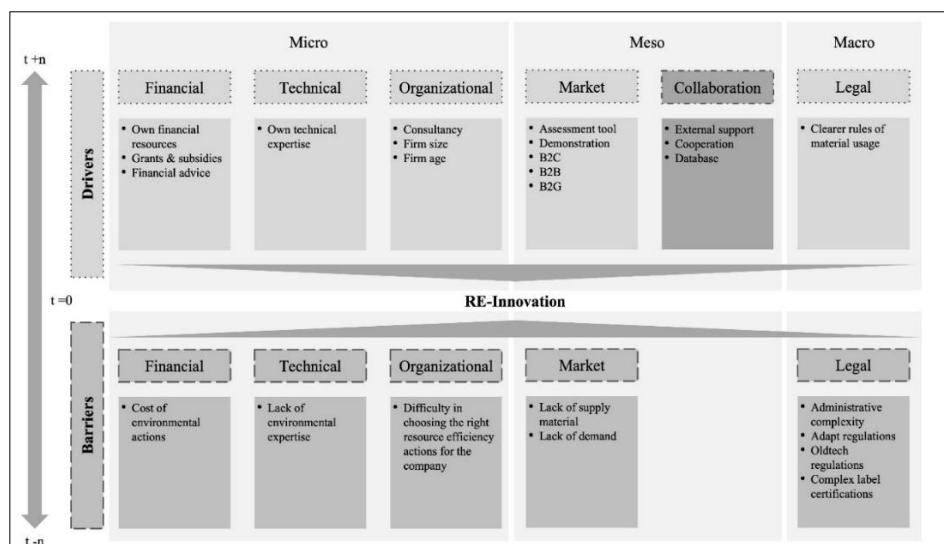 Micro
Meso
Macro
t +n
Drivers
Financial
Technical
Organizational
Market
Collaboration
Legal
• Own financial
resources
• Grants & subsidies
• Financial advice
• Own technical
expertise
• Consultancy
• Firm size
• Firm age
• Assessment tool
• Demonstration
• B2C
• B2B
• B2G
• External support
• Cooperation
• Database
• Clearer rules of
material usage
t =0
RE-Innovation
Barriers
Financial
Technical
Organizational
Market
Legal
• Cost of
environmental
actions
• Lack of
environmental
expertise
• Difficulty in
choosing the right
resource efficiency
actions for the
company
• Lack of supply
material
• Lack of demand
• Administrative
complexity
• Adapt regulations
• Oldtech
regulations
• Complex label
certifications
t -n